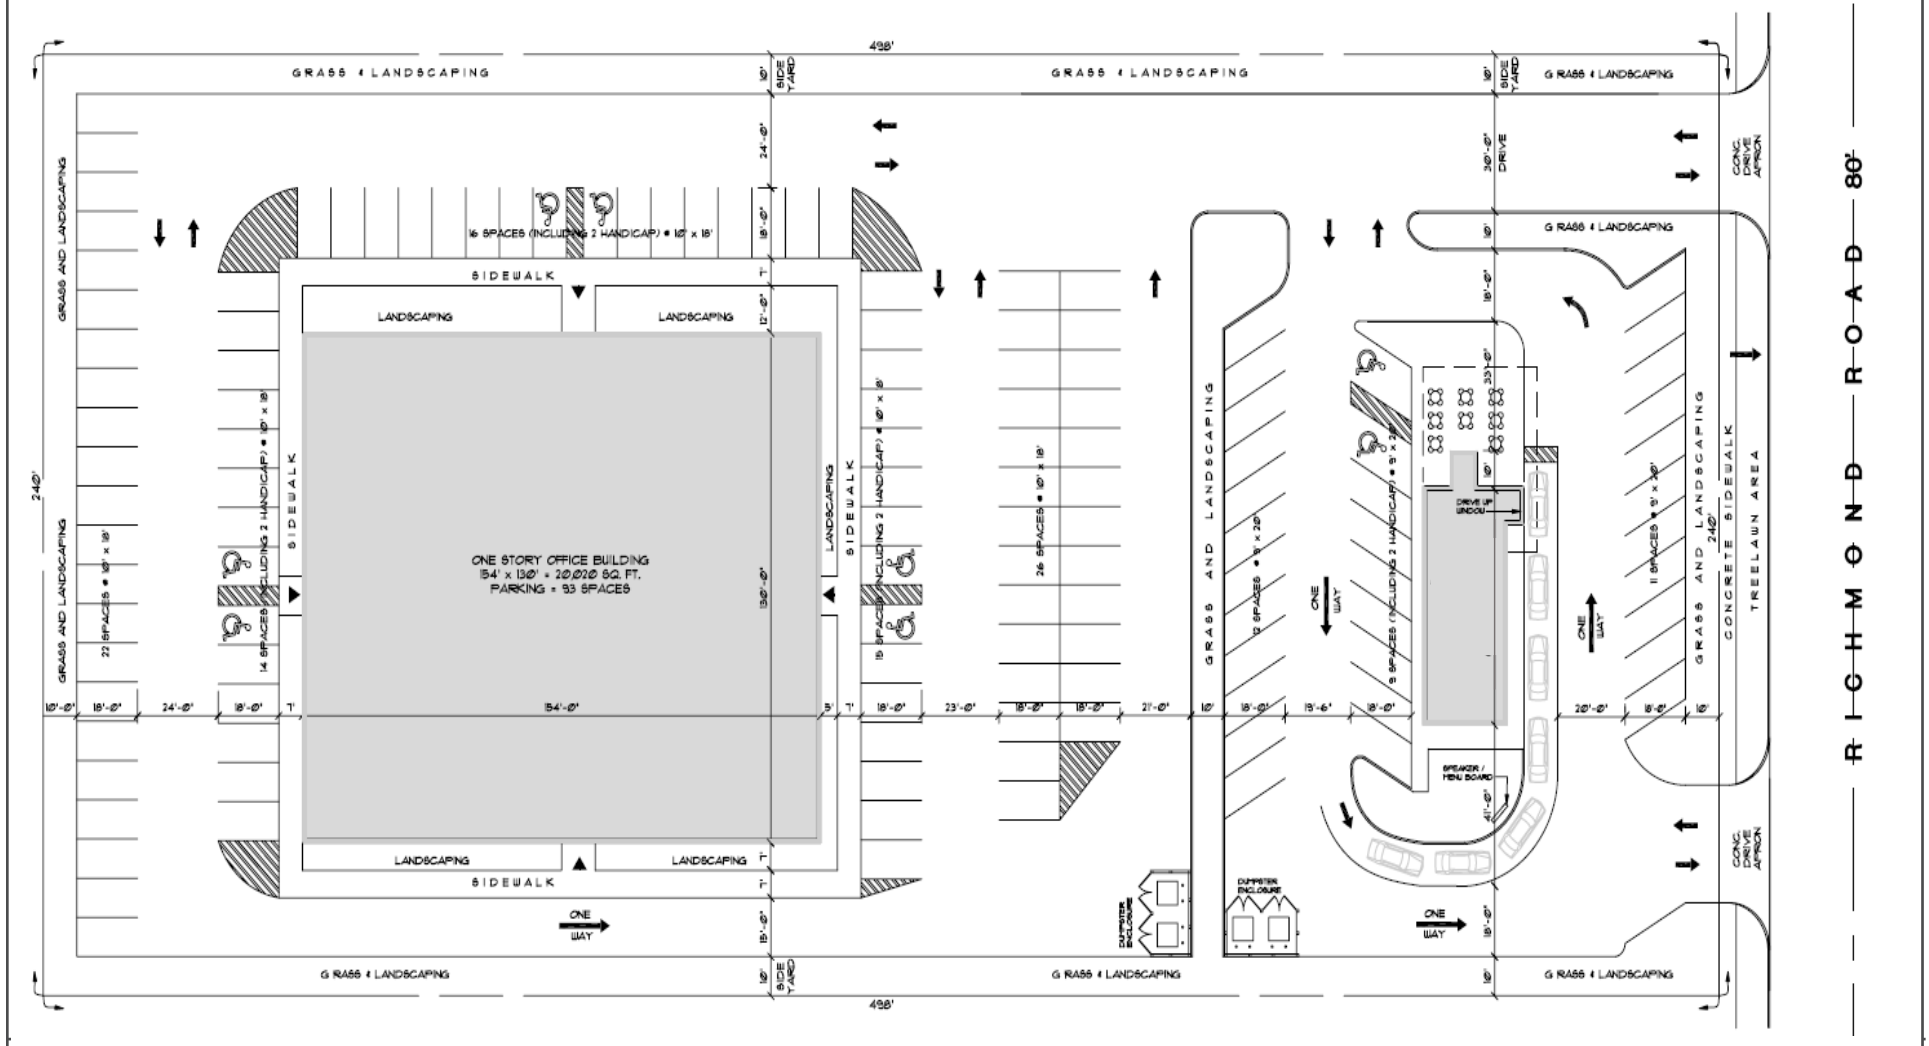 498'
GRASS & LANDSCAPING
10'
SIDE
YARD
GRASS & LANDSCAPING
10'
SIDE
YARD
GRASS & LANDSCAPING
24'-0"
30'-0"
DRIVE
CONC.
DRIVE
APRON
RICHMOND ROAD 80'
GRASS AND LANDSCAPING
16 SPACES (INCLUDING 2 HANDICAP) @ 10' x 18'
18'-0"
10'
GRASS & LANDSCAPING
SIDEWALK
7'
18'-0"
LANDSCAPING
LANDSCAPING
12'-0"
33'-0"
240'
GRASS AND LANDSCAPING
22 SPACES @ 10' x 18'
14 SPACES (INCLUDING 2 HANDICAP) @ 10' x 18'
SIDEWALK
ONE STORY OFFICE BUILDING
154' x 130' = 20,020 SQ. FT.
PARKING = 93 SPACES
130'-0"
LANDSCAPING
SIDEWALK
15 SPACES (INCLUDING 2 HANDICAP) @ 10' x 18'
26 SPACES @ 10' x 18'
GRASS AND LANDSCAPING
12 SPACES @ 9' x 20'
ONE
WAY
9 SPACES (INCLUDING 2 HANDICAP) @ 9' x 20'
10'
DRIVE UP
WINDOW
ONE
WAY
11 SPACES @ 9' x 20'
GRASS AND LANDSCAPING
240'
CONCRETE SIDEWALK
TREELAWN AREA
10'-0"
18'-0"
24'-0"
18'-0"
7'
154'-0"
5'
7'
18'-0"
23'-0"
18'-0"
18'-0"
21'-0"
10'
18'-0"
19'-6"
18'-0"
20'-0"
18'-0"
10'
SPEAKER /
MENU BOARD
41'-0"
LANDSCAPING
LANDSCAPING
7'
SIDEWALK
7'
CONC.
DRIVE
APRON
DUMPSTER
ENCLOSURE
DUMPSTER
ENCLOSURE
ONE
WAY
15'-0"
ONE
WAY
18'-0"
GRASS & LANDSCAPING
10'
SIDE
YARD
GRASS & LANDSCAPING
10'
GRASS & LANDSCAPING
498'